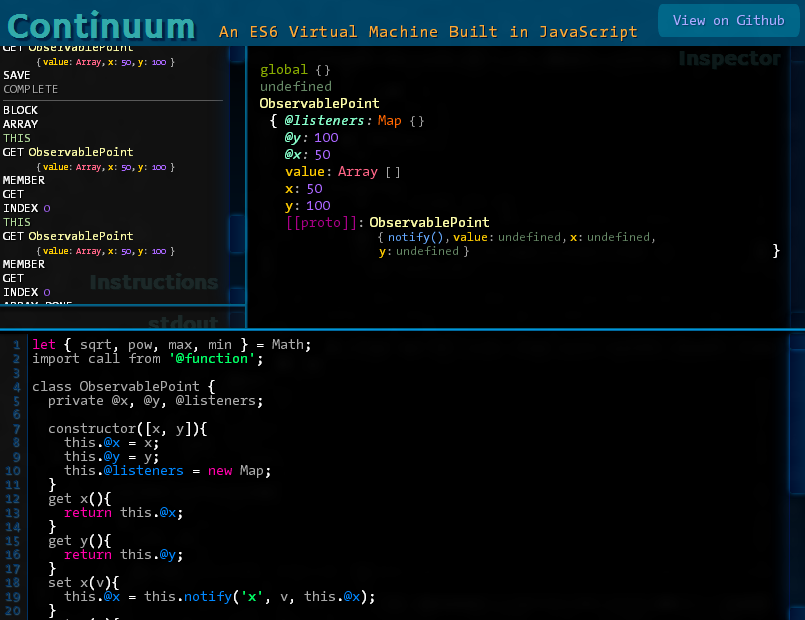 Continuum
An ES6 Virtual Machine Built in JavaScript
View on Github
GET ObservablePoint
{ value: Array, x: 50, y: 100 }
SAVE
COMPLETE
BLOCK
ARRAY
THIS
GET ObservablePoint
{ value: Array, x: 50, y: 100 }
MEMBER
GET
INDEX 0
THIS
GET ObservablePoint
{ value: Array, x: 50, y: 100 }
MEMBER
GET
INDEX 0
ARRAY_DONE
Instructions
stdout
Inspector
global {}
undefined
ObservablePoint
{ @listeners: Map {}
@y: 100
@x: 50
value: Array []
x: 50
y: 100
[[proto]]: ObservablePoint
{ notify(), value: undefined, x: undefined,
y: undefined }
}
1 let { sqrt, pow, max, min } = Math;
2 import call from '@function';
3
4 class ObservablePoint {
5 private @x, @y, @listeners;
6
7 constructor([x, y]){
8 this.@x = x;
9 this.@y = y;
10 this.@listeners = new Map;
11 }
12 get x(){
13 return this.@x;
14 }
15 get y(){
16 return this.@y;
17 }
18 set x(v){
19 this.@x = this.notify('x', v, this.@x);
20 }